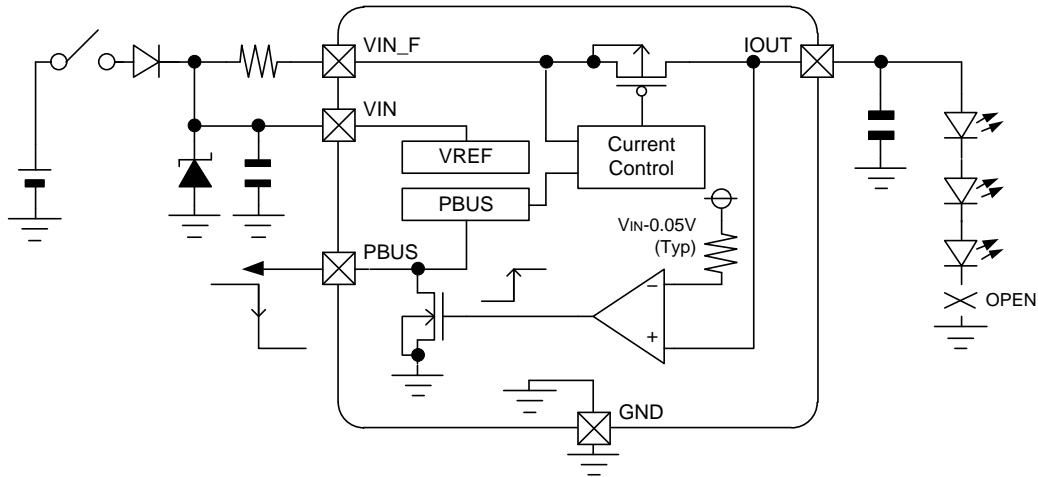 VIN_F
IOUT
VIN
VREF
Current
Control
PBUS
VIN-0.05V
(Typ)
PBUS
−
+
OPEN
GND